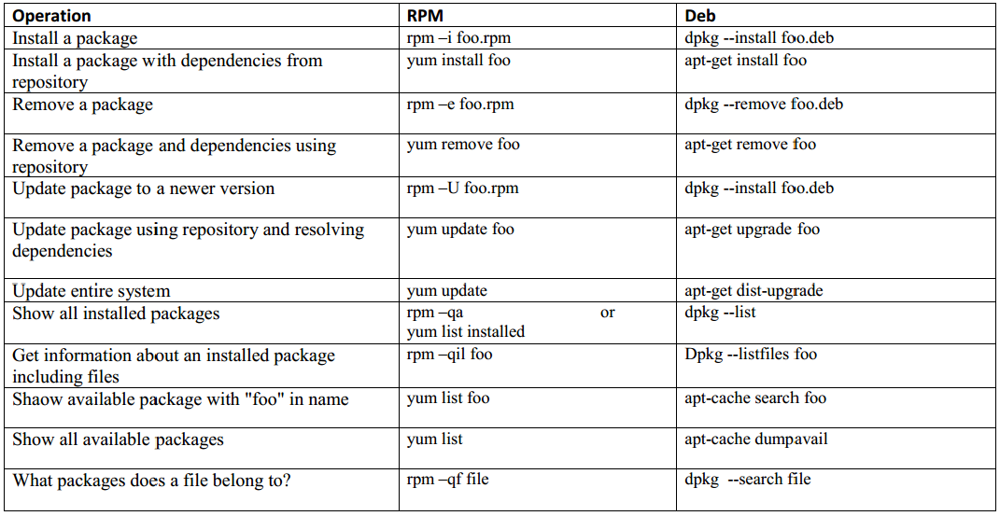 Operation RPM Deb
Install a package rpm –i foo.rpm dpkg --install foo.deb
Install a package with dependencies from yum install foo apt-get install foo
repository
Remove a package rpm –e foo.rpm dpkg --remove foo.deb
Remove a package and dependencies using yum remove foo apt-get remove foo
repository
Update package to a newer version rpm –U foo.rpm dpkg --install foo.deb
Update package using repository and resolving yum update foo apt-get upgrade foo
dependencies
Update entire system yum update apt-get dist-upgrade
Show all installed packages rpm –qa or dpkg --list
yum list installed
Get information about an installed package rpm –qil foo Dpkg --listfiles foo
including files
Shaow available package with "foo" in name yum list foo apt-cache search foo
Show all available packages yum list apt-cache dumpavail
What packages does a file belong to? rpm –qf file dpkg --search file